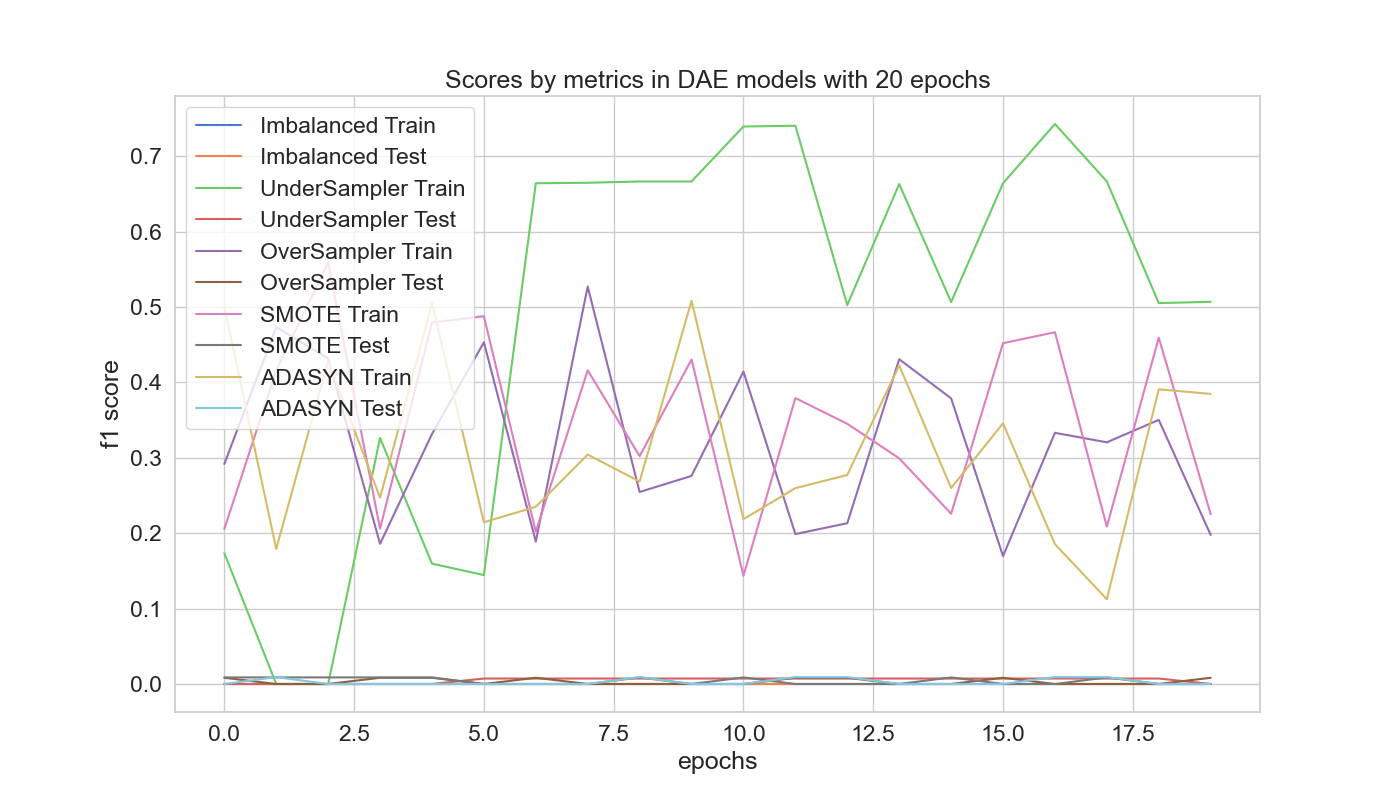 Scores by metrics in DAE models with 20 epochs
Imbalanced Train
Imbalanced Test
UnderSampler Train
UnderSampler Test
OverSampler Train
OverSampler Test
SMOTE Train
SMOTE Test
ADASYN Train
ADASYN Test
f1 score
0.7
0.6
0.5
0.4
0.3
0.2
0.1
0.0
0.0 2.5 5.0 7.5 10.0 12.5 15.0 17.5
epochs